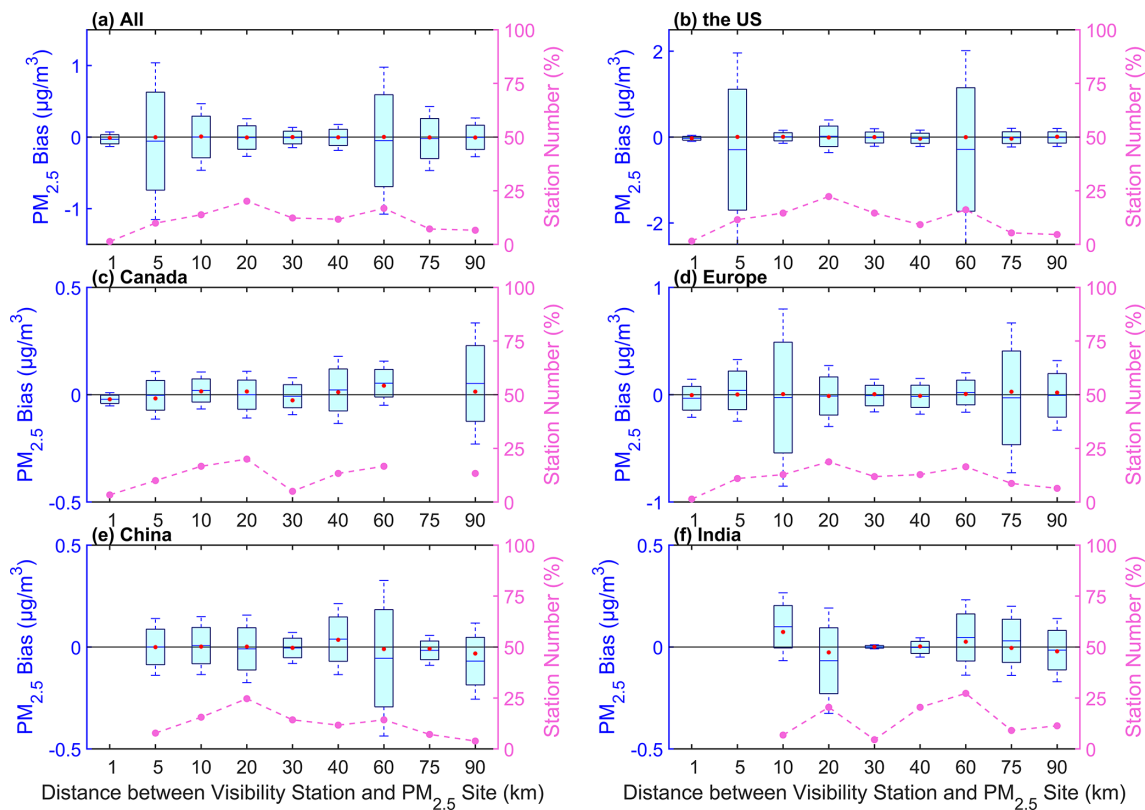 (a) All
PM2.5 Bias (µg/m3)
1
0
-1
100
75
50
25
0
Station Number (%)
1 5 10 20 30 40 60 75 90
(b) the US
PM2.5 Bias (µg/m3)
2
0
-2
100
75
50
25
0
Station Number (%)
1 5 10 20 30 40 60 75 90
(c) Canada
PM2.5 Bias (µg/m3)
0.5
0
-0.5
100
75
50
25
0
Station Number (%)
1 5 10 20 30 40 60 75 90
(d) Europe
PM2.5 Bias (µg/m3)
1
0
-1
100
75
50
25
0
Station Number (%)
1 5 10 20 30 40 60 75 90
(e) China
PM2.5 Bias (µg/m3)
0.5
0
-0.5
100
75
50
25
0
Station Number (%)
1 5 10 20 30 40 60 75 90
Distance between Visibility Station and PM2.5 Site (km)
(f) India
PM2.5 Bias (µg/m3)
0.5
0
-0.5
100
75
50
25
0
Station Number (%)
1 5 10 20 30 40 60 75 90
Distance between Visibility Station and PM2.5 Site (km)